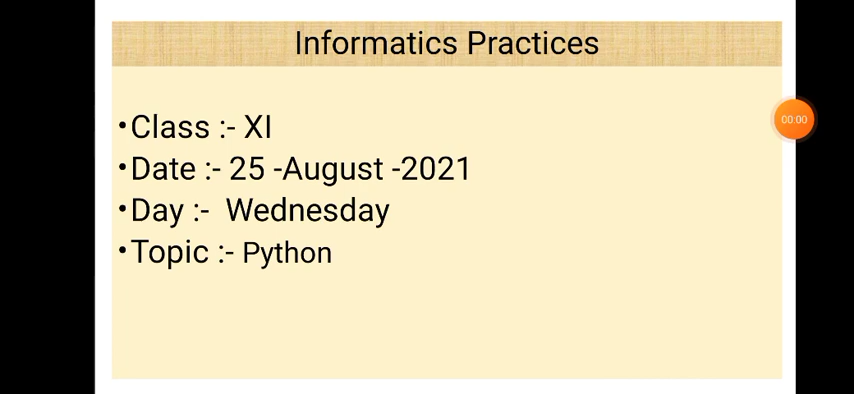 Informatics Practices
•Class :- XI
•Date :- 25 -August -2021
•Day :-  Wednesday
•Topic :- Python
00:00